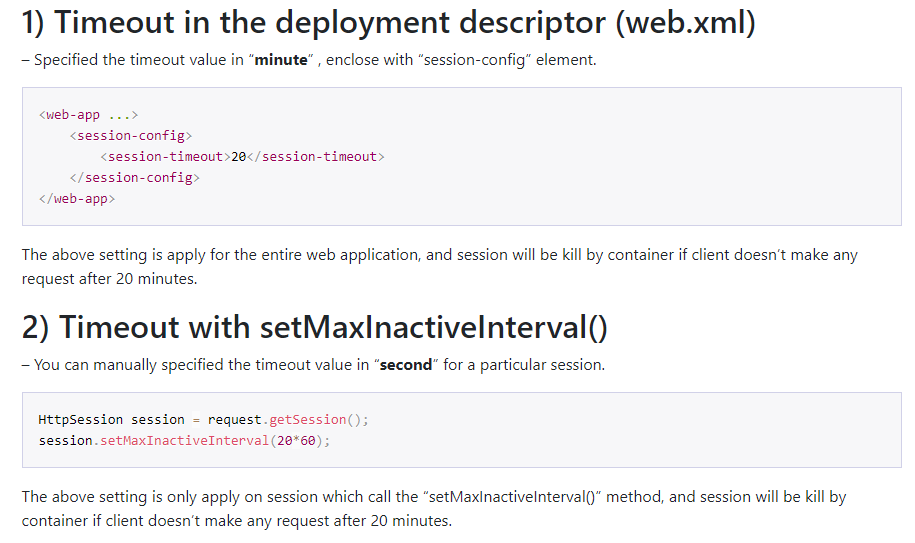 1) Timeout in the deployment descriptor (web.xml)
– Specified the timeout value in “minute” , enclose with “session-config” element.
<web-app ...>
    <session-config>
        <session-timeout>20</session-timeout>
    </session-config>
</web-app>
The above setting is apply for the entire web application, and session will be kill by container if client doesn’t make any
request after 20 minutes.
2) Timeout with setMaxInactiveInterval()
– You can manually specified the timeout value in “second” for a particular session.
HttpSession session = request.getSession();
session.setMaxInactiveInterval(20*60);
The above setting is only apply on session which call the “setMaxInactiveInterval()” method, and session will be kill by
container if client doesn’t make any request after 20 minutes.